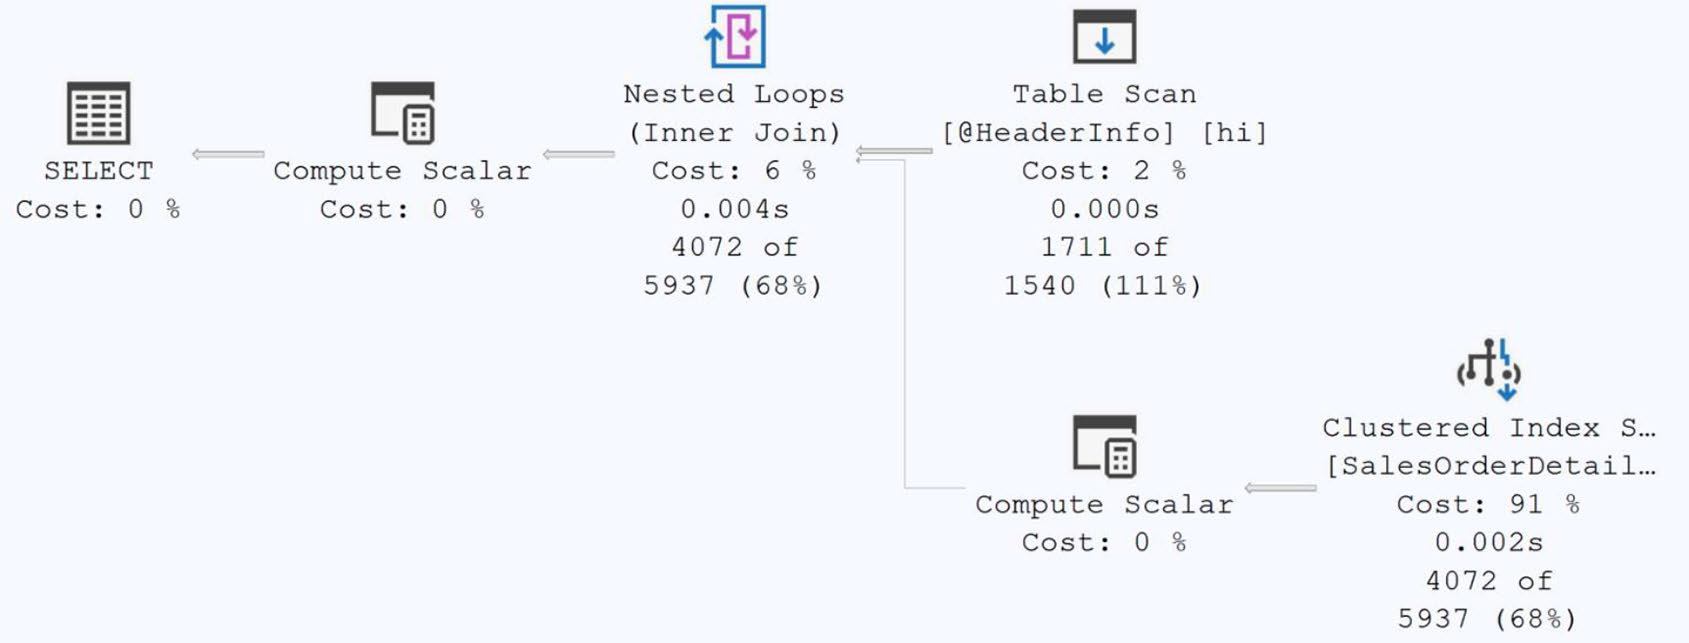 SELECT
Cost: 0 %
Compute Scalar
Cost: 0 %
Nested Loops
(Inner Join)
Cost: 6 %
0.004s
4072 of
5937 (68%)
Table Scan
[@HeaderInfo] [hi]
Cost: 2 %
0.000s
1711 of
1540 (111%)
Compute Scalar
Cost: 0 %
Clustered Index S…
[SalesOrderDetail…
Cost: 91 %
0.002s
4072 of
5937 (68%)